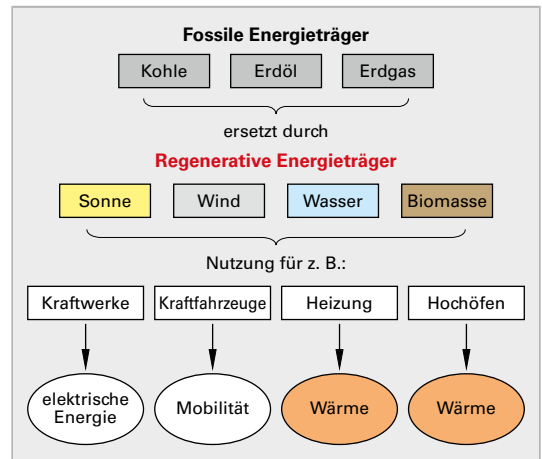 Fossile Energieträger
Kohle Erdöl Erdgas
ersetzt durch
Regenerative Energieträger
Sonne Wind Wasser Biomasse
Nutzung für z. B.:
Kraftwerke Kraftfahrzeuge Heizung Hochöfen
elektrische
Energie
Mobilität Wärme Wärme